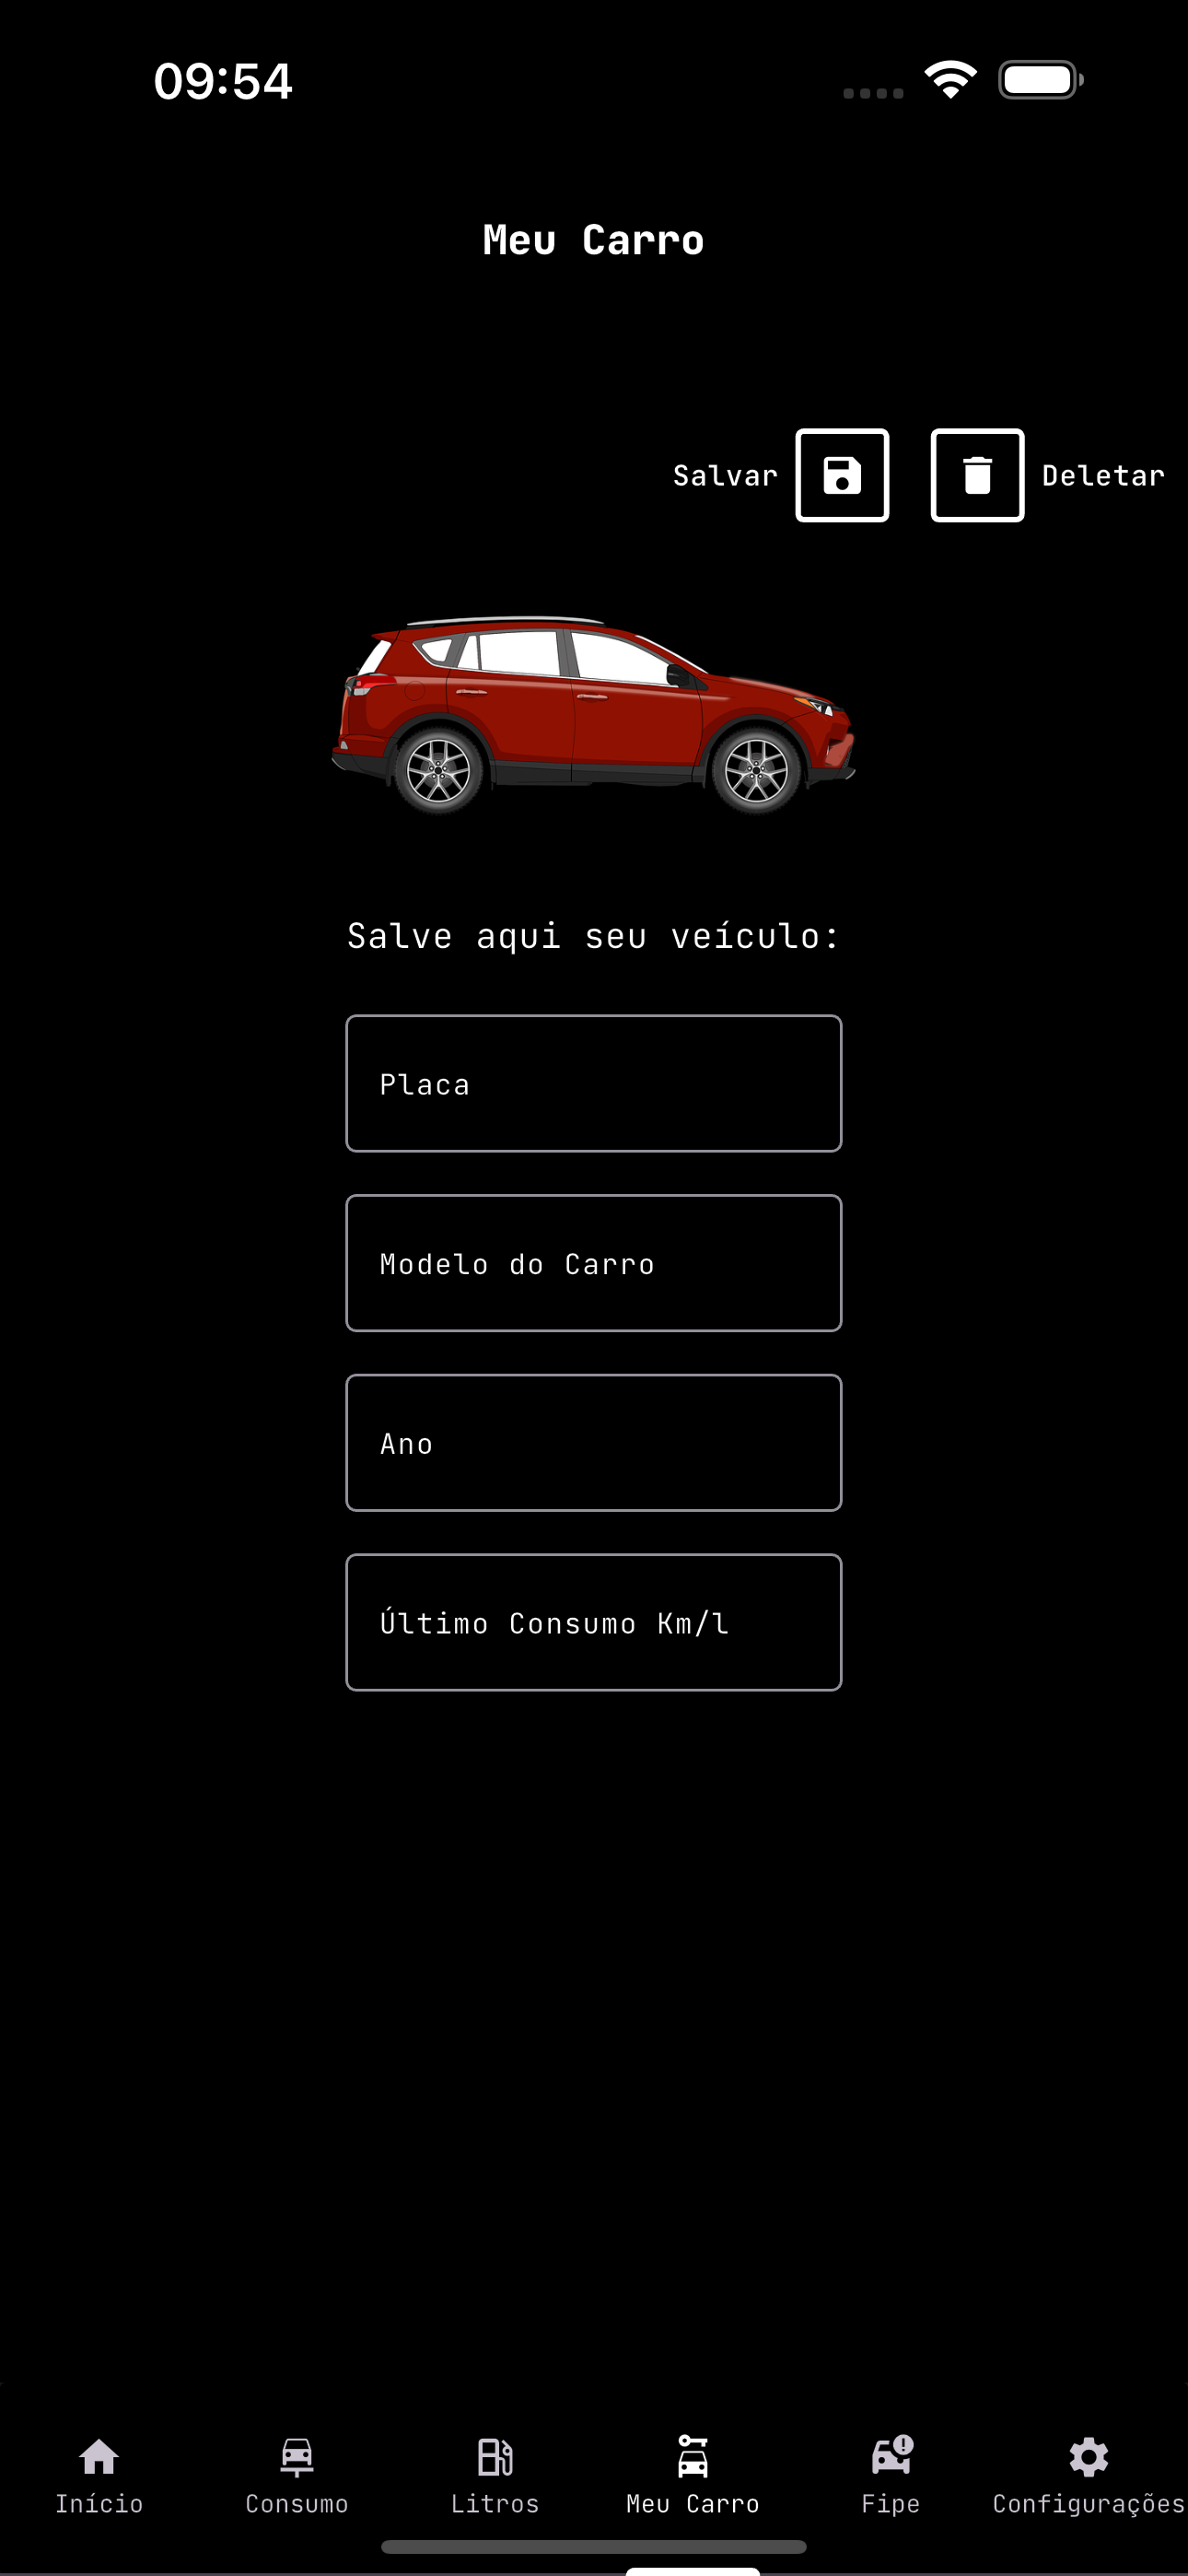 09:54
Meu Carro
Salvar Deletar
Salve aqui seu veículo:
Placa
Modelo do Carro
Ano
Último Consumo Km/l
Início Consumo Litros Meu Carro Fipe Configurações